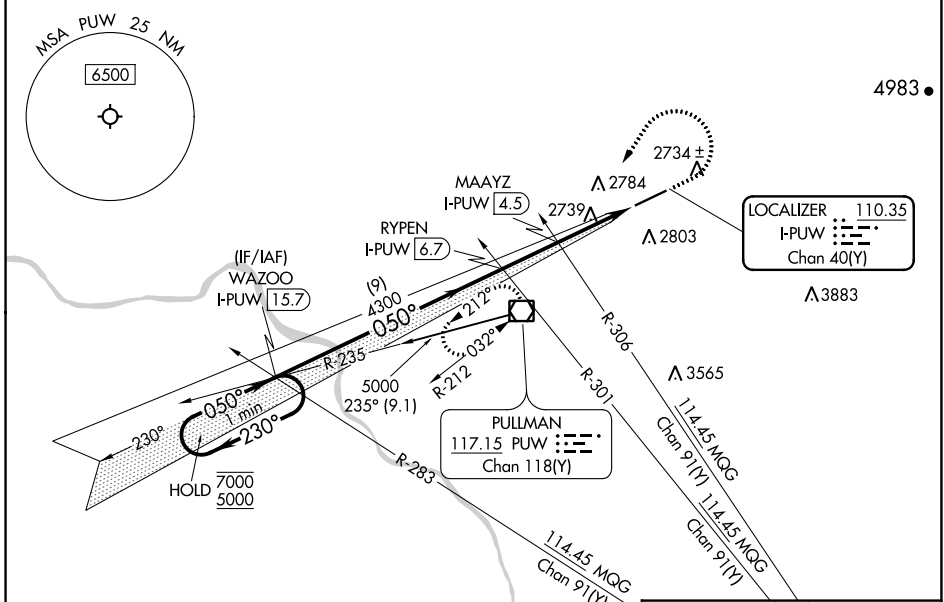 MSA PUW 25 NM
6500
4983
2734 ±
MAAYZ
I-PUW 4.5
2784
2739
LOCALIZER 110.35
I-PUW
Chan 40(Y)
RYPEN
I-PUW 6.7
2803
(IF/IAF)
WAZOO
I-PUW 15.7
(9)
4300
050°
3883
212°
R-235
032°
R-212
R-306
5000
235° (9.1)
R-301
3565
050°
1 min
230°
230°
PULLMAN
117.15 PUW
Chan 118(Y)
HOLD 7000
5000
R-283
114.45 MQG
Chan 91(Y)
114.45 MQG
Chan 91(Y)
114.45 MQG
Chan 91(Y)